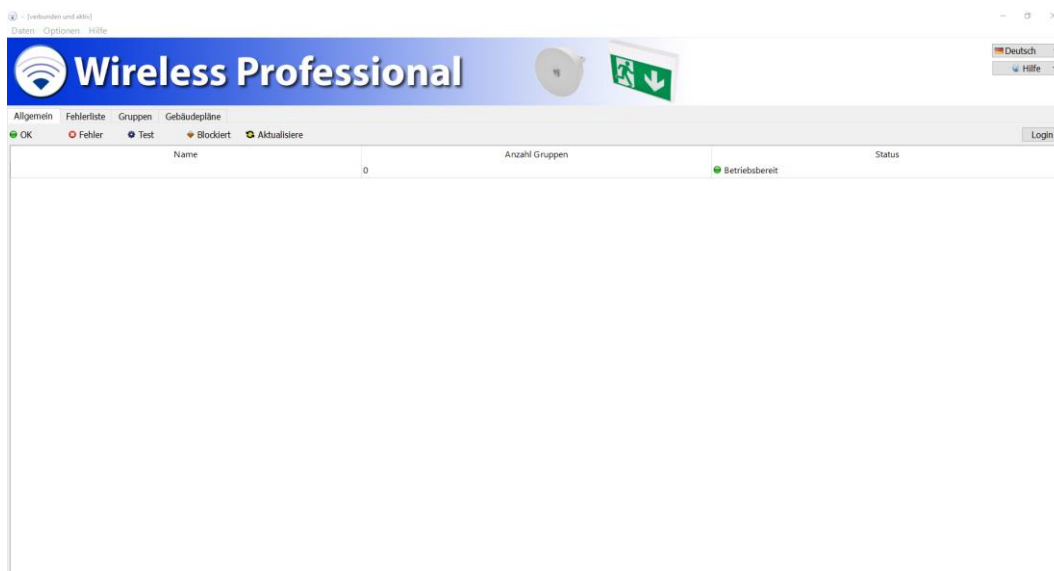 - [verbunden und aktiv]
Daten Optionen Hilfe
Wireless Professional
Deutsch
Hilfe
Allgemein Fehlerliste Gruppen Gebäudepläne
OK Fehler Test Blockiert Aktualisiere Login
Name Anzahl Gruppen Status
0 Betriebsbereit